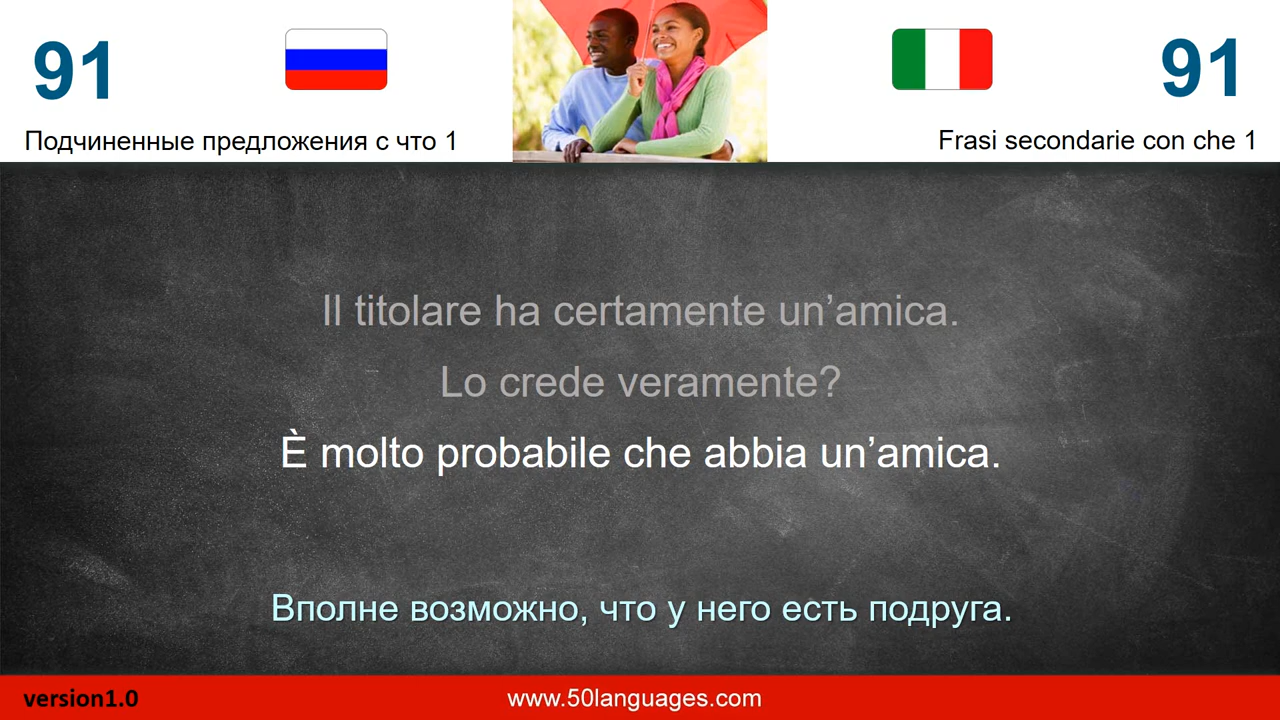 91
91
Подчиненные предложения с что 1
Frasi secondarie con che 1
Il titolare ha certamente un’amica.
Lo crede veramente?
È molto probabile che abbia un’amica.
Вполне возможно, что у него есть подруга.
version1.0
www.50languages.com